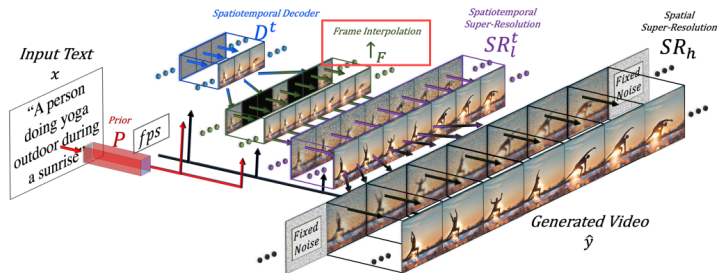 Input Text
x
“A person
doing yoga
outdoor during
a sunrise
Prior
P
fps
Spatiotemporal Decoder
D^t
Frame Interpolation
↑F
Spatiotemporal
Super-Resolution
SR_l^t
Spatial
Super-Resolution
SR_h
Fixed
Noise
Fixed
Noise
Generated Video
ŷ